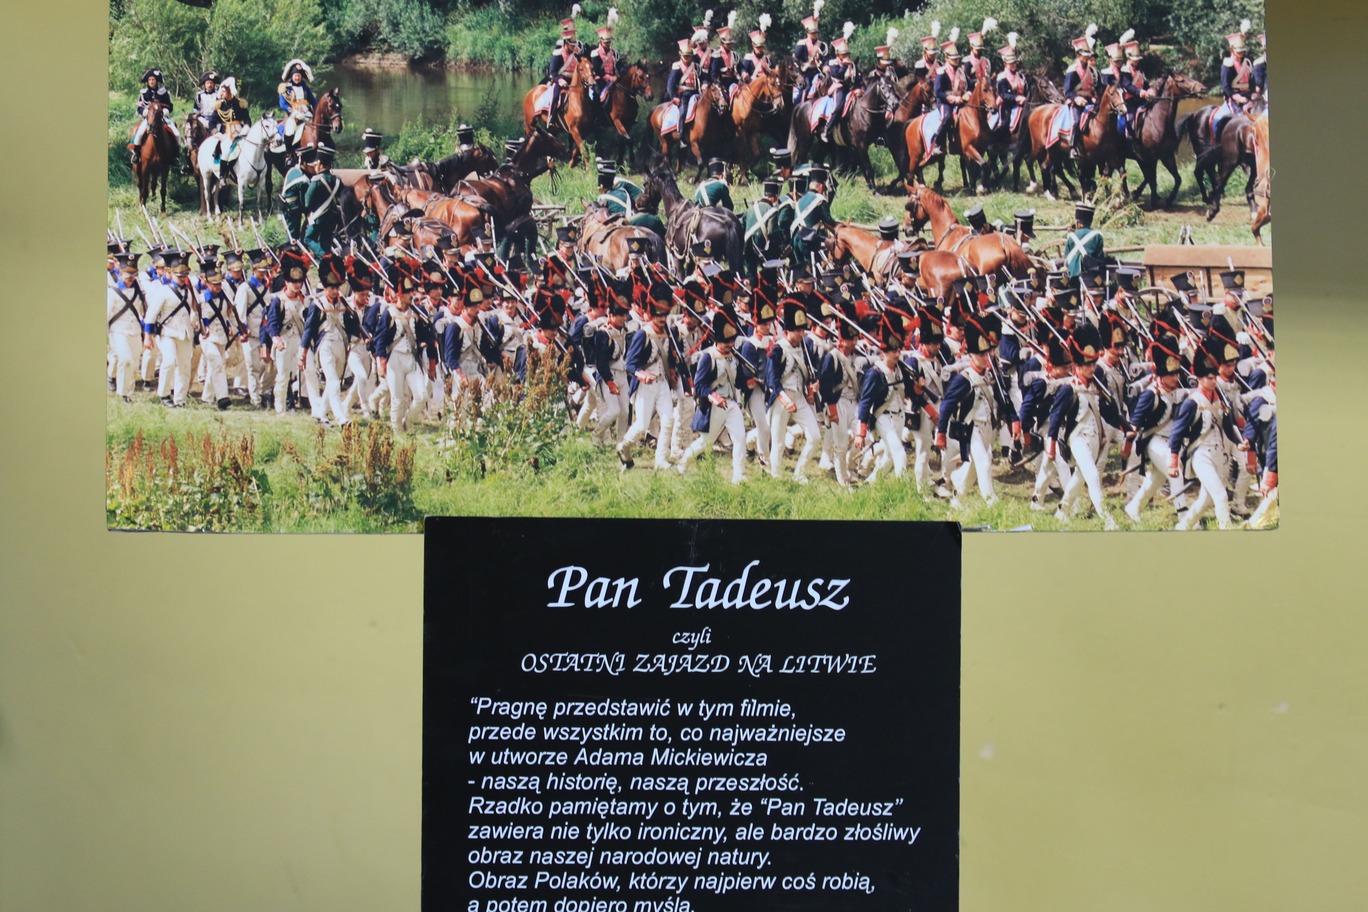 Pan Tadeusz
czyli
OSTATNI ZAJAZD NA LITWIE
“Pragnę przedstawić w tym filmie,
przede wszystkim to, co najważniejsze
w utworze Adama Mickiewicza
- naszą historię, naszą przeszłość.
Rzadko pamiętamy o tym, że “Pan Tadeusz”
zawiera nie tylko ironiczny, ale bardzo złośliwy
obraz naszej narodowej natury.
Obraz Polaków, którzy najpierw coś robią,
a potem dopiero myślą.